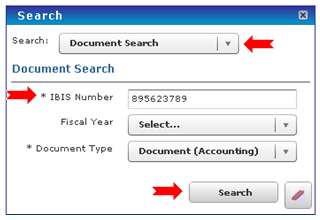 Search
Search: Document Search
Document Search
* IBIS Number 895623789
Fiscal Year Select...
* Document Type Document (Accounting)
Search